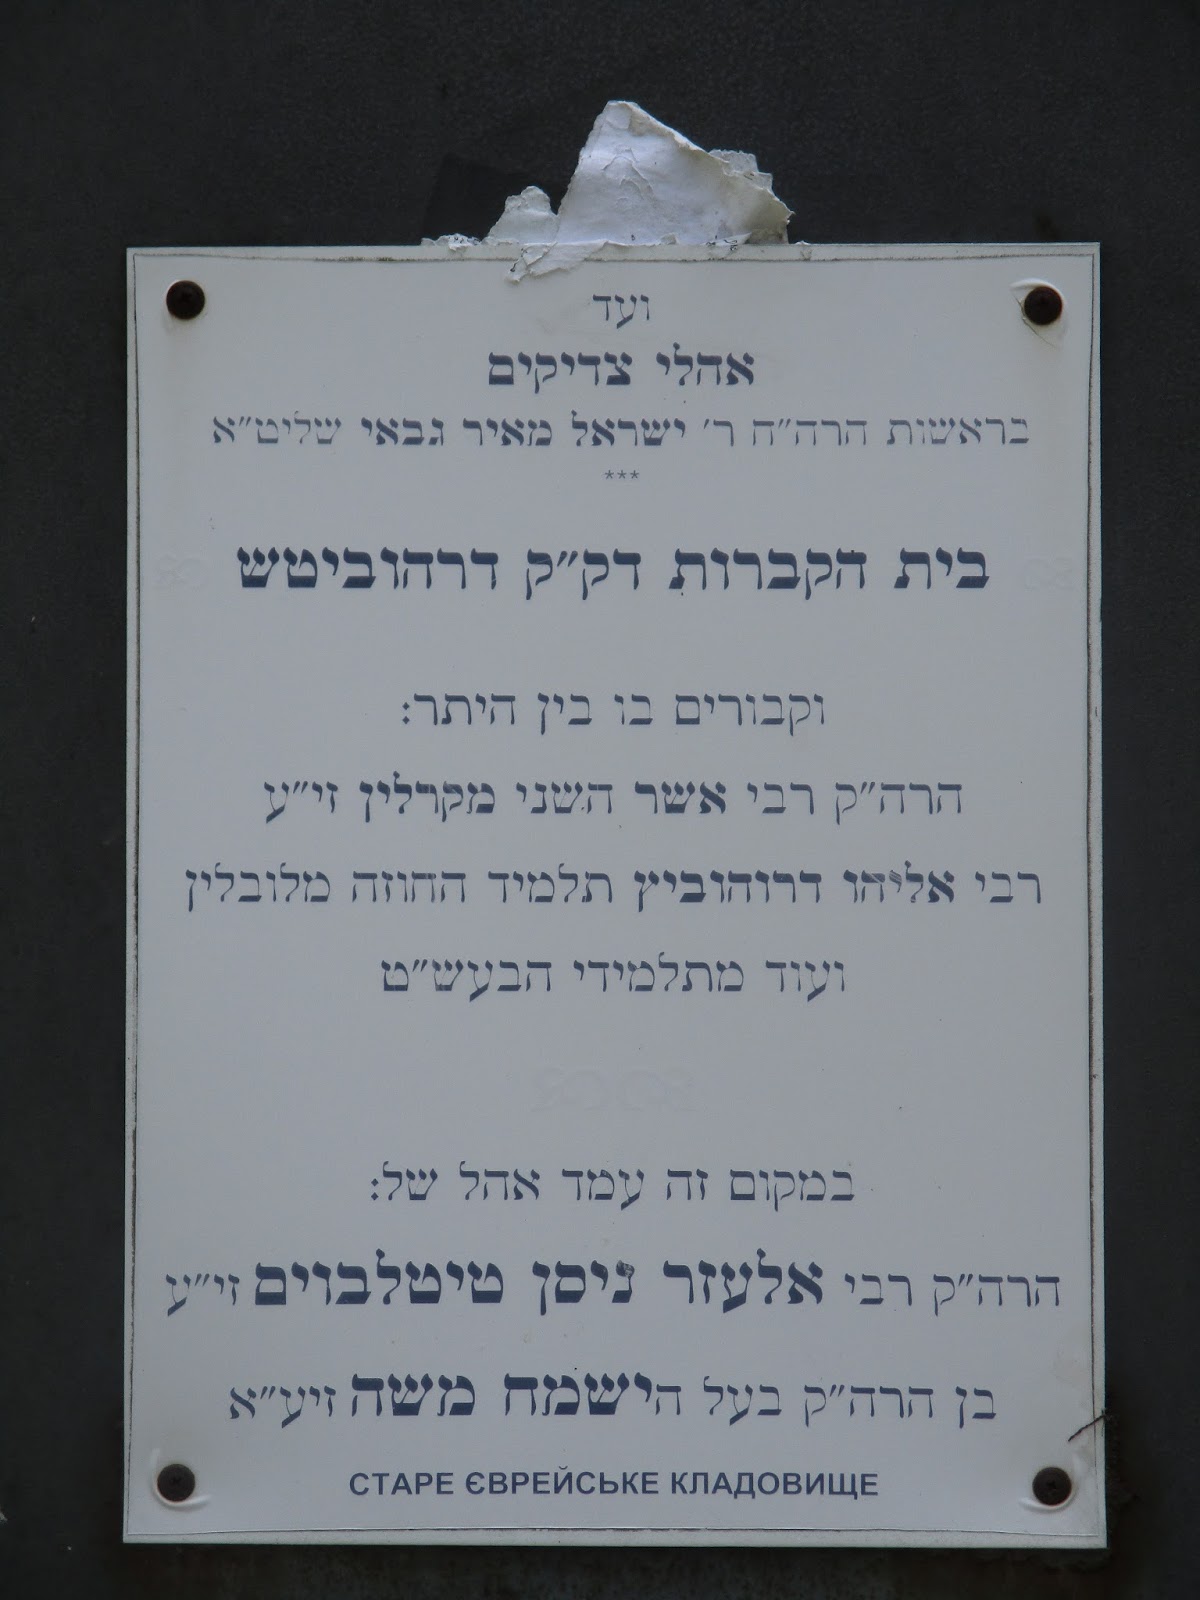 ועד
אהלי צדיקים
בראשות הרה״ח ר׳ ישראל מאיר גבאי שליט״א
***
בית הקברות דק״ק דרהוביטש
וקבורים בו בין היתר:
הרה״ק רבי אשר השני מקרלין זי״ע
רבי אליהו דרוהוביץ תלמיד החוזה מלובלין
ועוד מתלמידי הבעש״ט
במקום זה עמד אהל של:
הרה״ק רבי אלעזר ניסן טיטלבוים זי״ע
בן הרה״ק בעל הישמח משה זיע״א
СТАРЕ ЄВРЕЙСЬКЕ КЛАДОВИЩЕ